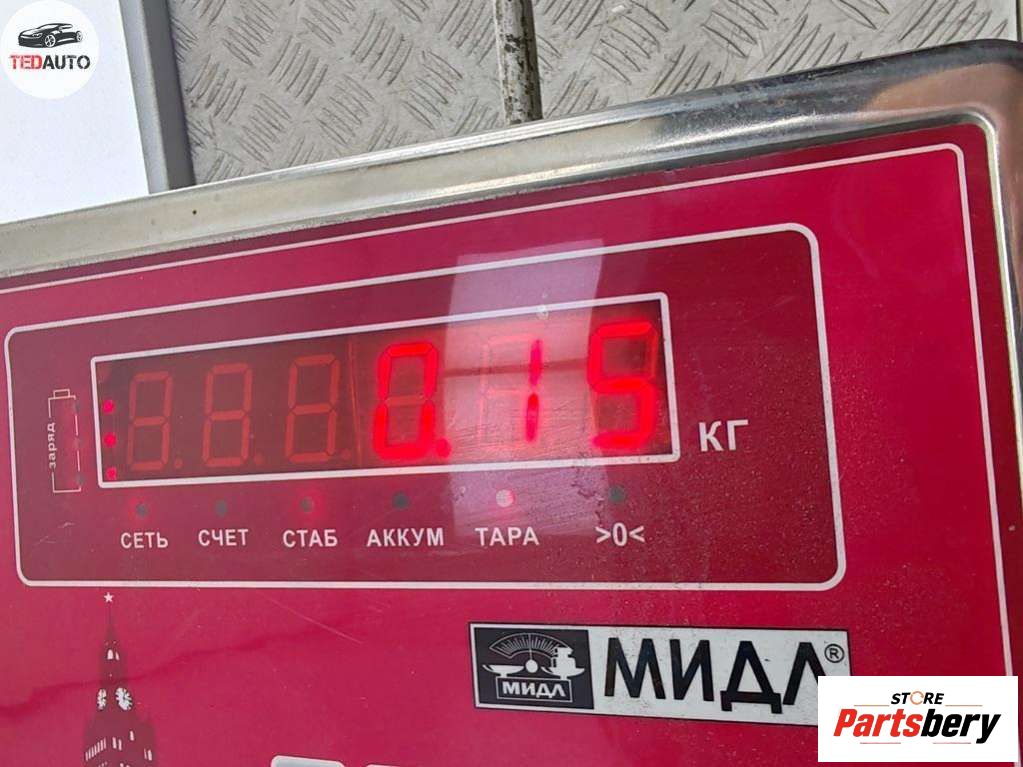 TEDAUTO
заряд
0.15 КГ
СЕТЬ СЧЕТ СТАБ АККУМ ТАРА >0<
МИДЛ МИДЛ®
STORE
Partsbery